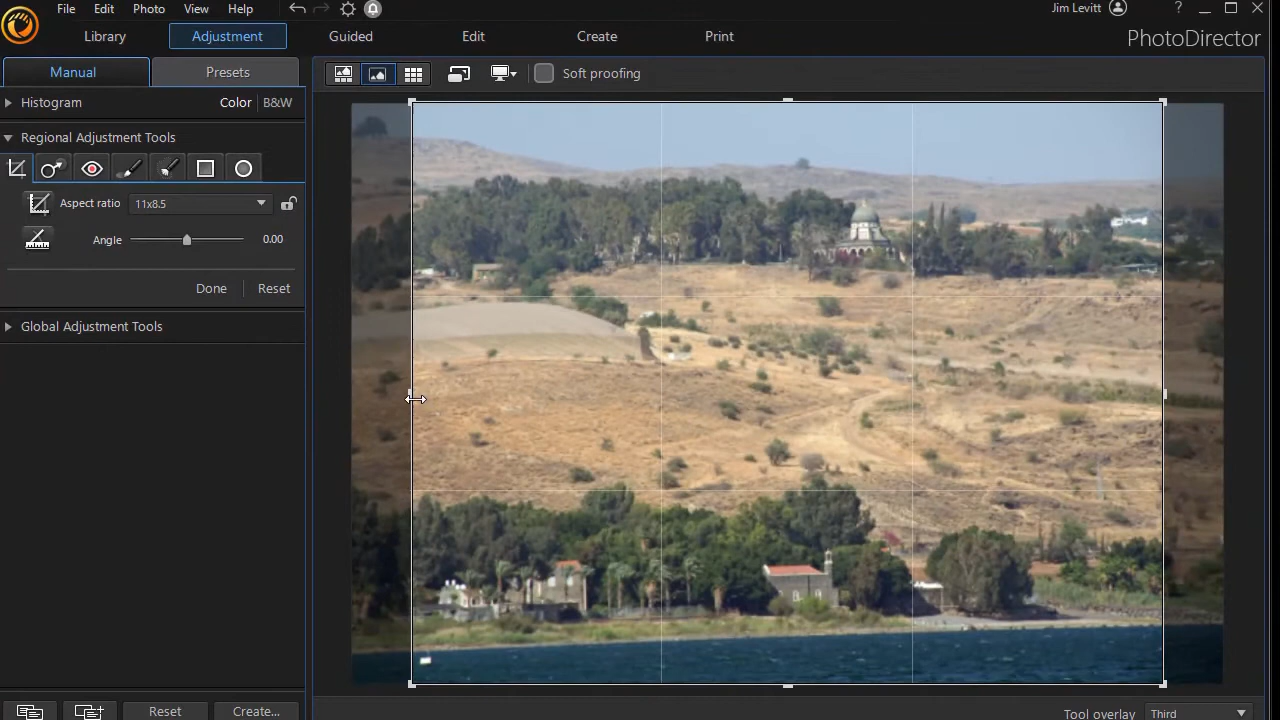 File Edit Photo View Help Jim Levitt ?
Library Adjustment Guided Edit Create Print PhotoDirector
Manual Presets
Soft proofing
Histogram Color B&W
Regional Adjustment Tools
Aspect ratio 11x8.5
Angle 0.00
Done Reset
Global Adjustment Tools
Reset Create...
Tool overlay Third